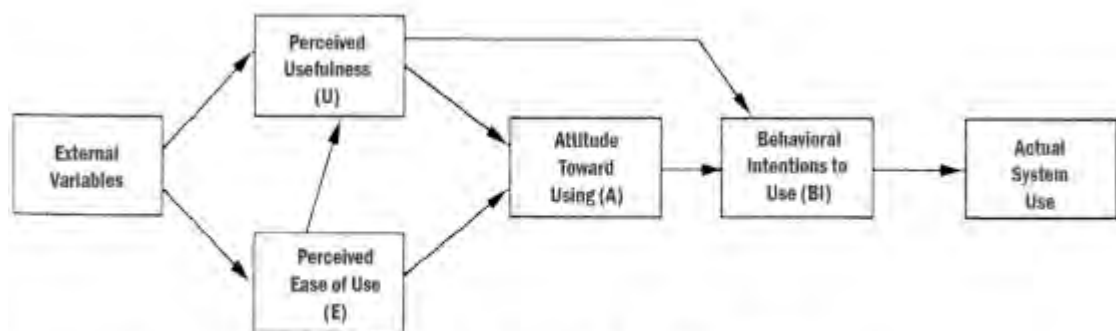 External
Variables
Perceived
Usefulness
(U)
Perceived
Ease of Use
(E)
Attitude
Toward
Using (A)
Behavioral
Intentions to
Use (BI)
Actual
System
Use